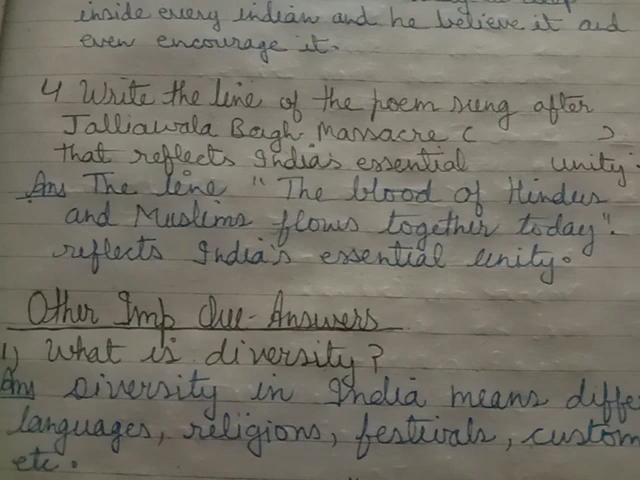 inside every indian and he believe it and
even encourage it.
4 Write the line of the poem sung after
Jalliawala Bagh Massacre ( )
that reflects India's essential unity.
Ans The line "The blood of Hindus
and Muslims flows together today".
reflects India's essential unity.
Other Imp Que-Answers
1) What is diversity?
Ans Diversity in India means diffe
languages, religions, festivals, custom
etc.